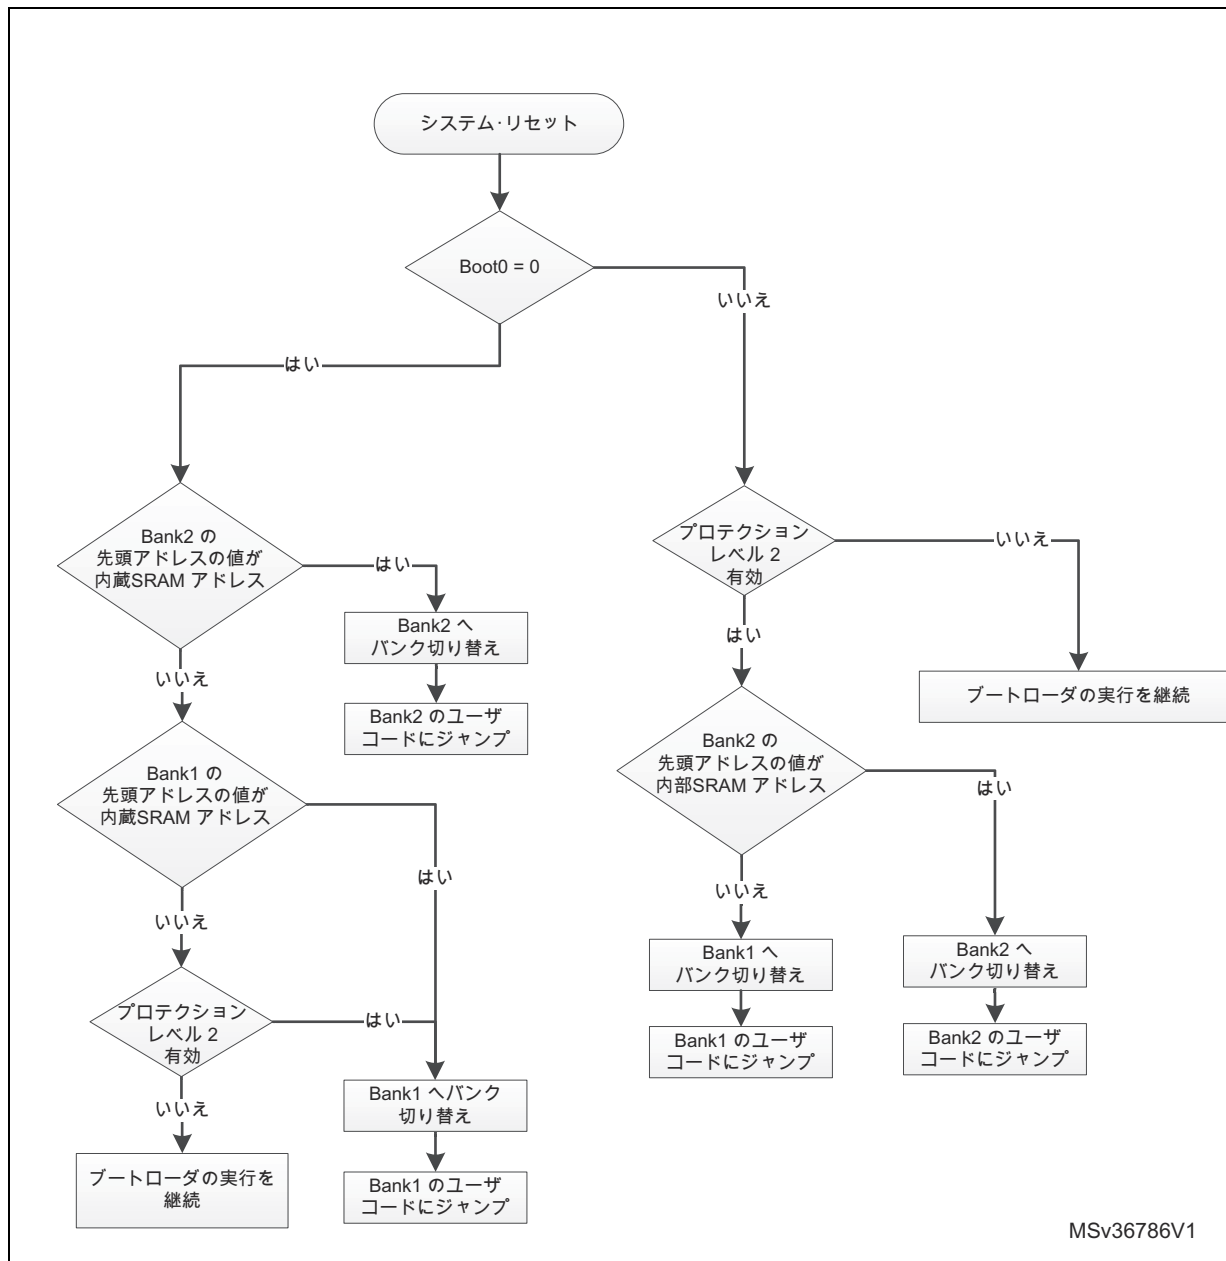 システム･リセット
Boot0 = 0
いいえ
はい
Bank2 の
先頭アドレスの値が
内蔵SRAM アドレス
はい
Bank2 へ
バンク切り替え
Bank2 のユーザ
コードにジャンプ
いいえ
Bank1 の
先頭アドレスの値が
内蔵SRAM アドレス
はい
いいえ
プロテクション
レベル 2
有効
はい
Bank1 へバンク
切り替え
Bank1 のユーザ
コードにジャンプ
いいえ
ブートローダの実行を
継続
プロテクション
レベル 2
有効
いいえ
ブートローダの実行を継続
はい
Bank2 の
先頭アドレスの値が
内部SRAM アドレス
はい
いいえ
Bank1 へ
バンク切り替え
Bank1 のユーザ
コードにジャンプ
Bank2 へ
バンク切り替え
Bank2 のユーザ
コードにジャンプ
MSv36786V1